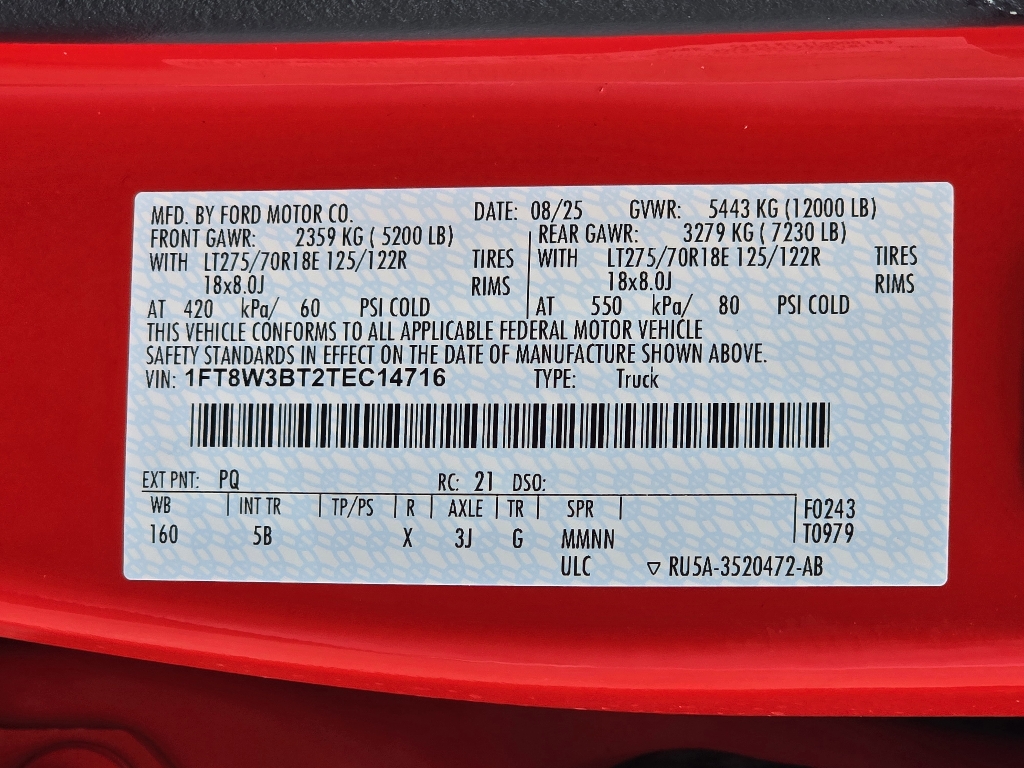 MFD. BY FORD MOTOR CO. DATE: 08/25 GVWR: 5443 KG (12000 LB)
FRONT GAWR: 2359 KG ( 5200 LB) REAR GAWR: 3279 KG ( 7230 LB)
WITH LT275/70R18E 125/122R TIRES WITH LT275/70R18E 125/122R TIRES
18x8.0J RIMS 18x8.0J RIMS
AT 420 kPa/ 60 PSI COLD AT 550 kPa/ 80 PSI COLD
THIS VEHICLE CONFORMS TO ALL APPLICABLE FEDERAL MOTOR VEHICLE
SAFETY STANDARDS IN EFFECT ON THE DATE OF MANUFACTURE SHOWN ABOVE.
VIN: 1FT8W3BT2TEC14716 TYPE: Truck
EXT PNT: PQ RC: 21 DSO:
WB INT TR TP/PS R AXLE TR SPR F0243
160 5B X 3J G MMNN T0979
ULC ▽ RU5A-3520472-AB